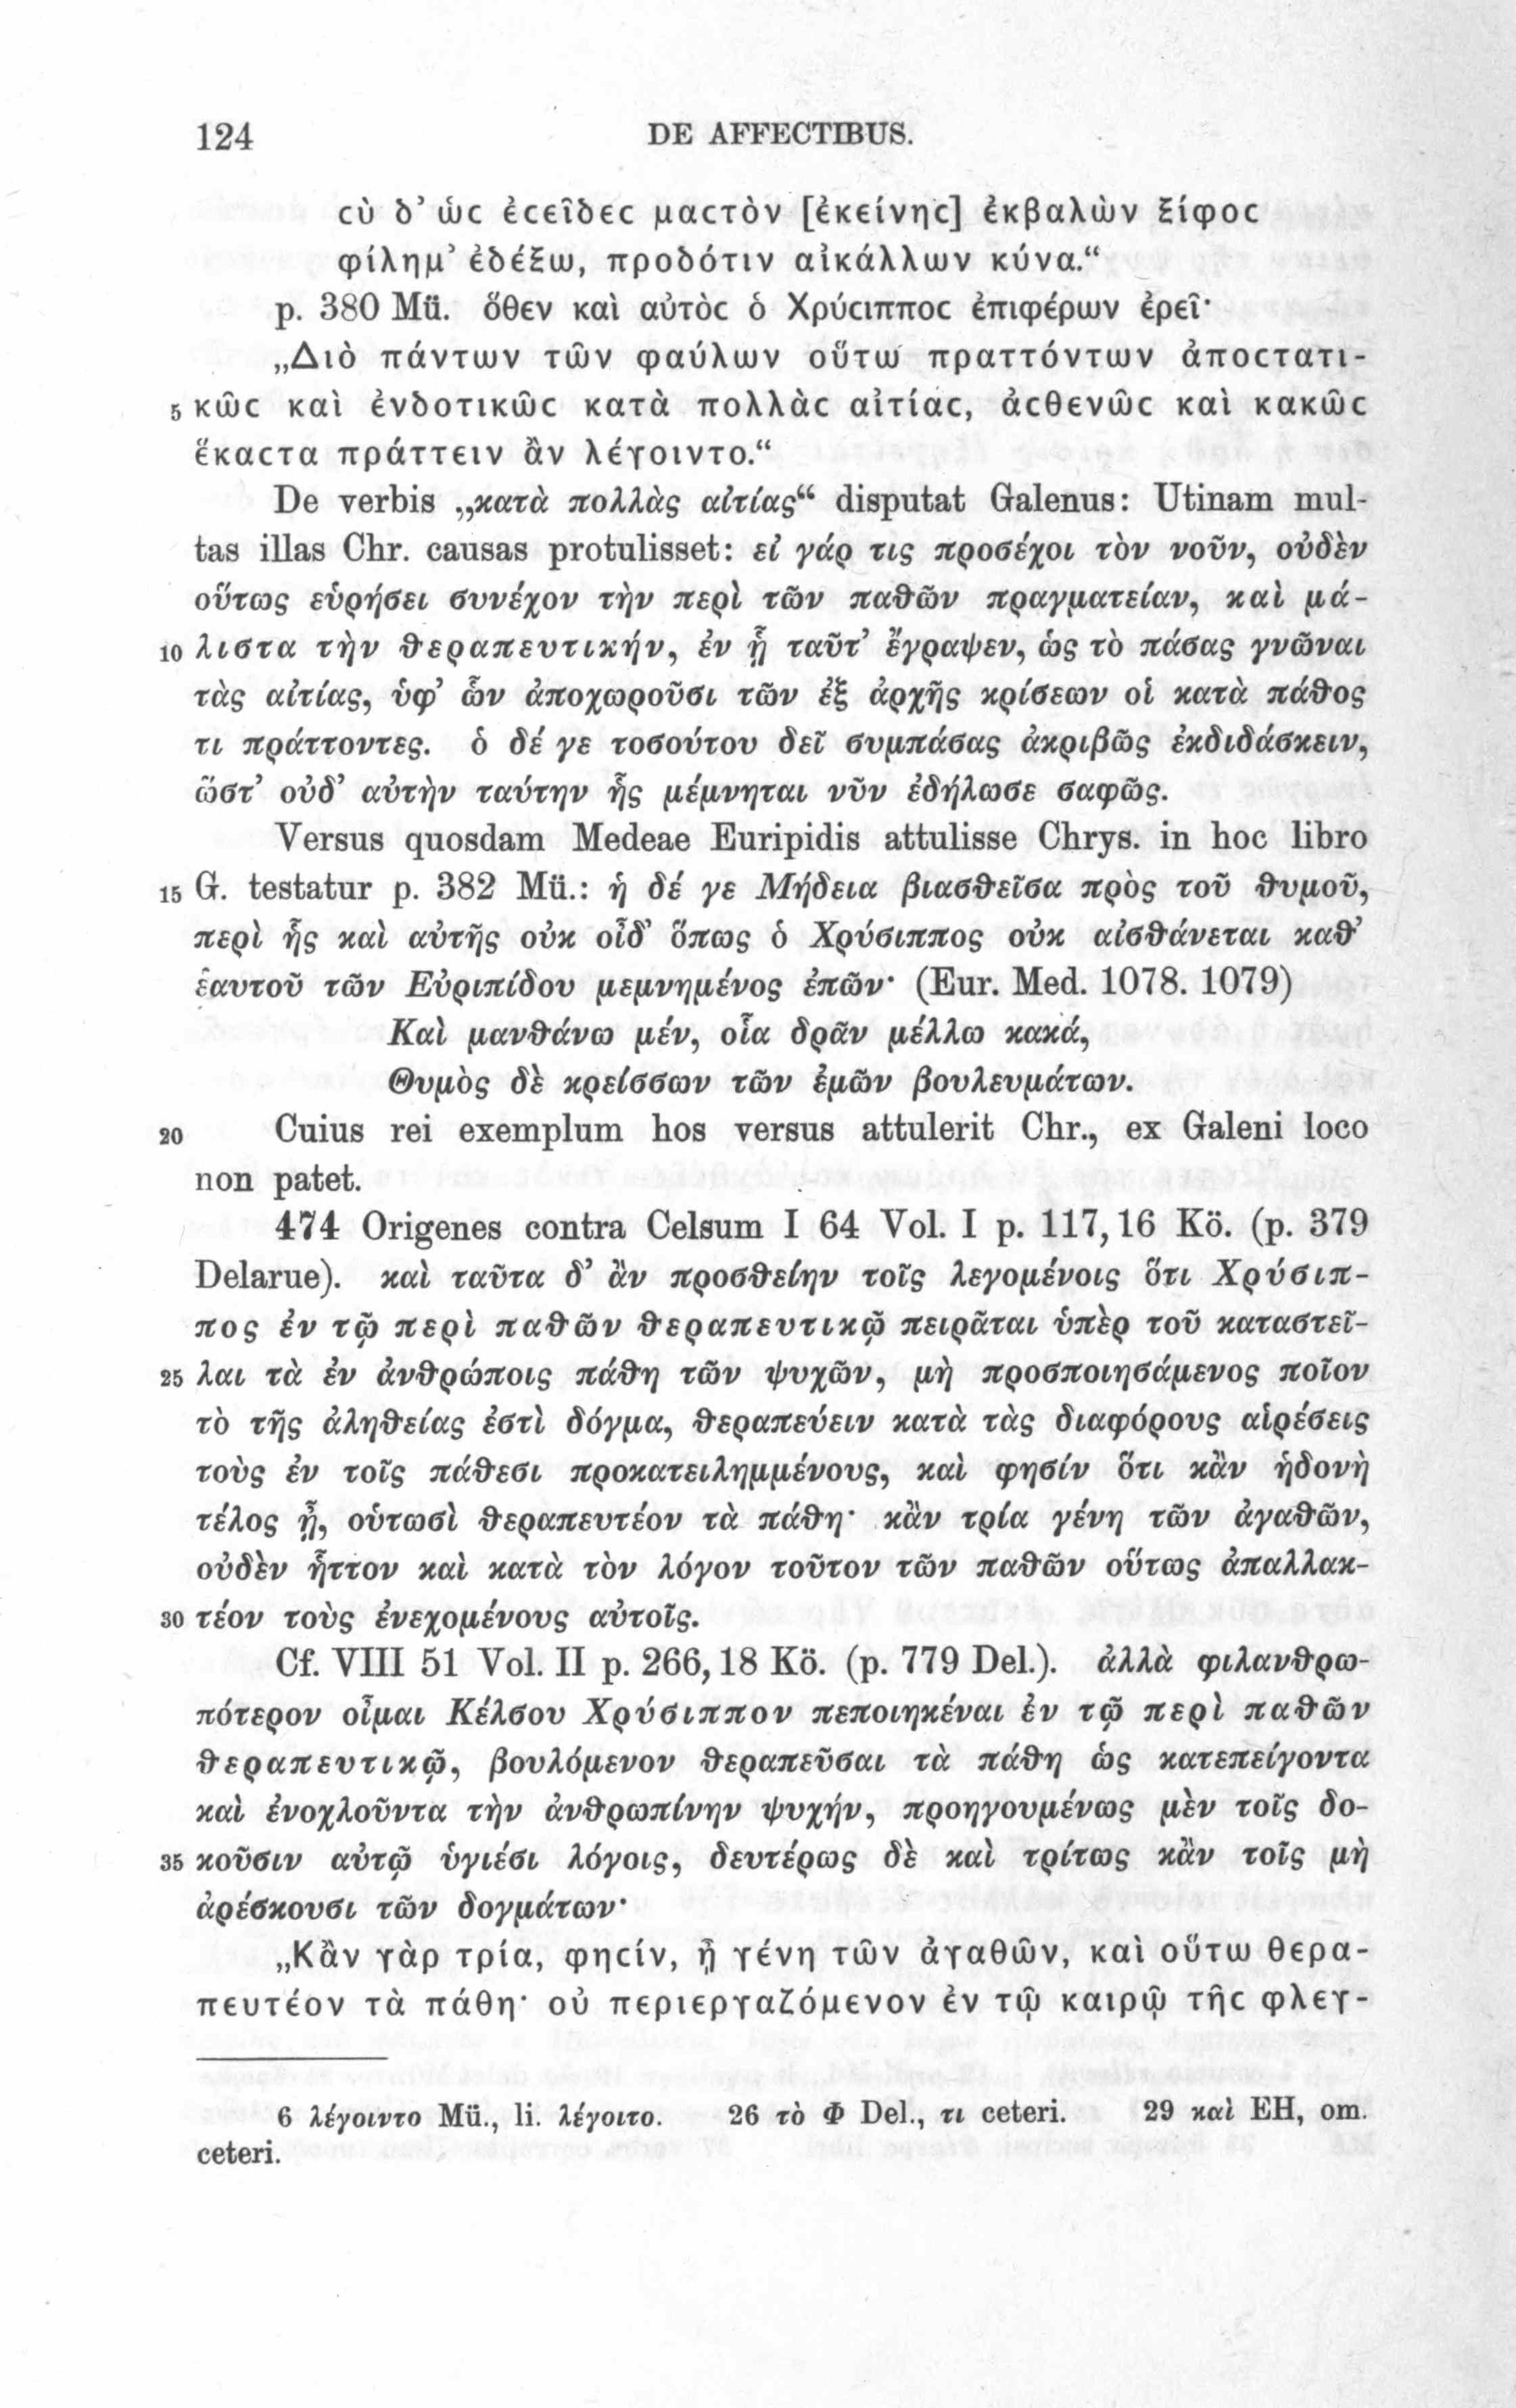 124 DE AFFECTIBUS.
cὺ δ’ ὡc ἐcεῖδεc μαcτὸν [ἐκείνηc] ἐκβαλὼν ξίφοc
φίλημ’ ἐδέξω, προδότιν αἰκάλλων κύνα.“
p. 380 Mü. ὅθεν καὶ αὐτὸc ὁ Χρύcιπποc ἐπιφέρων ἐρεῖ·
„Διὸ πάντων τῶν φαύλων οὕτω πραττόντων ἀποcτατι-
5 κῶc καὶ ἐνδοτικῶc κατὰ πολλὰc αἰτίαc, ἀcθενῶc καὶ κακῶc
ἕκαcτα πράττειν ἂν λέγοιντο.“
De verbis „κατὰ πολλὰς αἰτίας“ disputat Galenus: Utinam mul-
tas illas Chr. causas protulisset: εἰ γάρ τις προσέχοι τὸν νοῦν, οὐδὲν
οὕτως εὑρήσει συνέχον τὴν περὶ τῶν παθῶν πραγματείαν, καὶ μά-
10 λιστα τὴν θεραπευτικήν, ἐν ᾗ ταῦτ’ ἔγραψεν, ὡς τὸ πάσας γνῶναι
τὰς αἰτίας, ὑφ’ ὧν ἀποχωροῦσι τῶν ἐξ ἀρχῆς κρίσεων οἱ κατὰ πάθος
τι πράττοντες. ὁ δέ γε τοσούτου δεῖ συμπάσας ἀκριβῶς ἐκδιδάσκειν,
ὥστ’ οὐδ’ αὐτὴν ταύτην ἧς μέμνηται νῦν ἐδήλωσε σαφῶς.
Versus quosdam Medeae Euripidis attulisse Chrys. in hoc libro
15 G. testatur p. 382 Mü.: ἡ δέ γε Μήδεια βιασθεῖσα πρὸς τοῦ θυμοῦ,
περὶ ἧς καὶ αὐτῆς οὐκ οἶδ’ ὅπως ὁ Χρύσιππος οὐκ αἰσθάνεται καθ’
ἑαυτοῦ τῶν Εὐριπίδου μεμνημένος ἐπῶν· (Eur. Med. 1078. 1079)
Καὶ μανθάνω μέν, οἷα δρᾶν μέλλω κακά,
Θυμὸς δὲ κρείσσων τῶν ἐμῶν βουλευμάτων.
20 Cuius rei exemplum hos versus attulerit Chr., ex Galeni loco
non patet.
474 Origenes contra Celsum I 64 Vol. I p. 117,16 Kö. (p. 379
Delarue). καὶ ταῦτα δ’ ἂν προσθείην τοῖς λεγομένοις ὅτι Χρύσιπ-
πος ἐν τῷ περὶ παθῶν θεραπευτικῷ πειρᾶται ὑπὲρ τοῦ καταστεῖ-
25 λαι τὰ ἐν ἀνθρώποις πάθη τῶν ψυχῶν, μὴ προσποιησάμενος ποῖον
τὸ τῆς ἀληθείας ἐστὶ δόγμα, θεραπεύειν κατὰ τὰς διαφόρους αἱρέσεις
τοὺς ἐν τοῖς πάθεσι προκατειλημμένους, καὶ φησίν ὅτι κἂν ἡδονὴ
τέλος ᾖ, οὑτωσὶ θεραπευτέον τὰ πάθη· κἂν τρία γένη τῶν ἀγαθῶν,
οὐδὲν ἧττον καὶ κατὰ τὸν λόγον τοῦτον τῶν παθῶν οὕτως ἀπαλλακ-
30 τέον τοὺς ἐνεχομένους αὐτοῖς.
Cf. VIII 51 Vol. II p. 266,18 Kö. (p. 779 Del.). ἀλλὰ φιλανθρω-
πότερον οἶμαι Κέλσου Χρύσιππον πεποιηκέναι ἐν τῷ περὶ παθῶν
θεραπευτικῷ, βουλόμενον θεραπεῦσαι τὰ πάθη ὡς κατεπείγοντα
καὶ ἐνοχλοῦντα τὴν ἀνθρωπίνην ψυχήν, προηγουμένως μὲν τοῖς δο-
35 κοῦσιν αὐτῷ ὑγιέσι λόγοις, δευτέρως δὲ καὶ τρίτως κἂν τοῖς μὴ
ἀρέσκουσι τῶν δογμάτων·
„Κἂν γὰρ τρία, φηcίν, ᾖ γένη τῶν ἀγαθῶν, καὶ οὕτω θερα-
πευτέον τὰ πάθη· οὐ περιεργαζόμενον ἐν τῷ καιρῷ τῆc φλεγ-
6 λέγοιντο Mü., li. λέγοιτο. 26 τὸ Φ Del., τι ceteri. 29 καὶ EH, om.
ceteri.